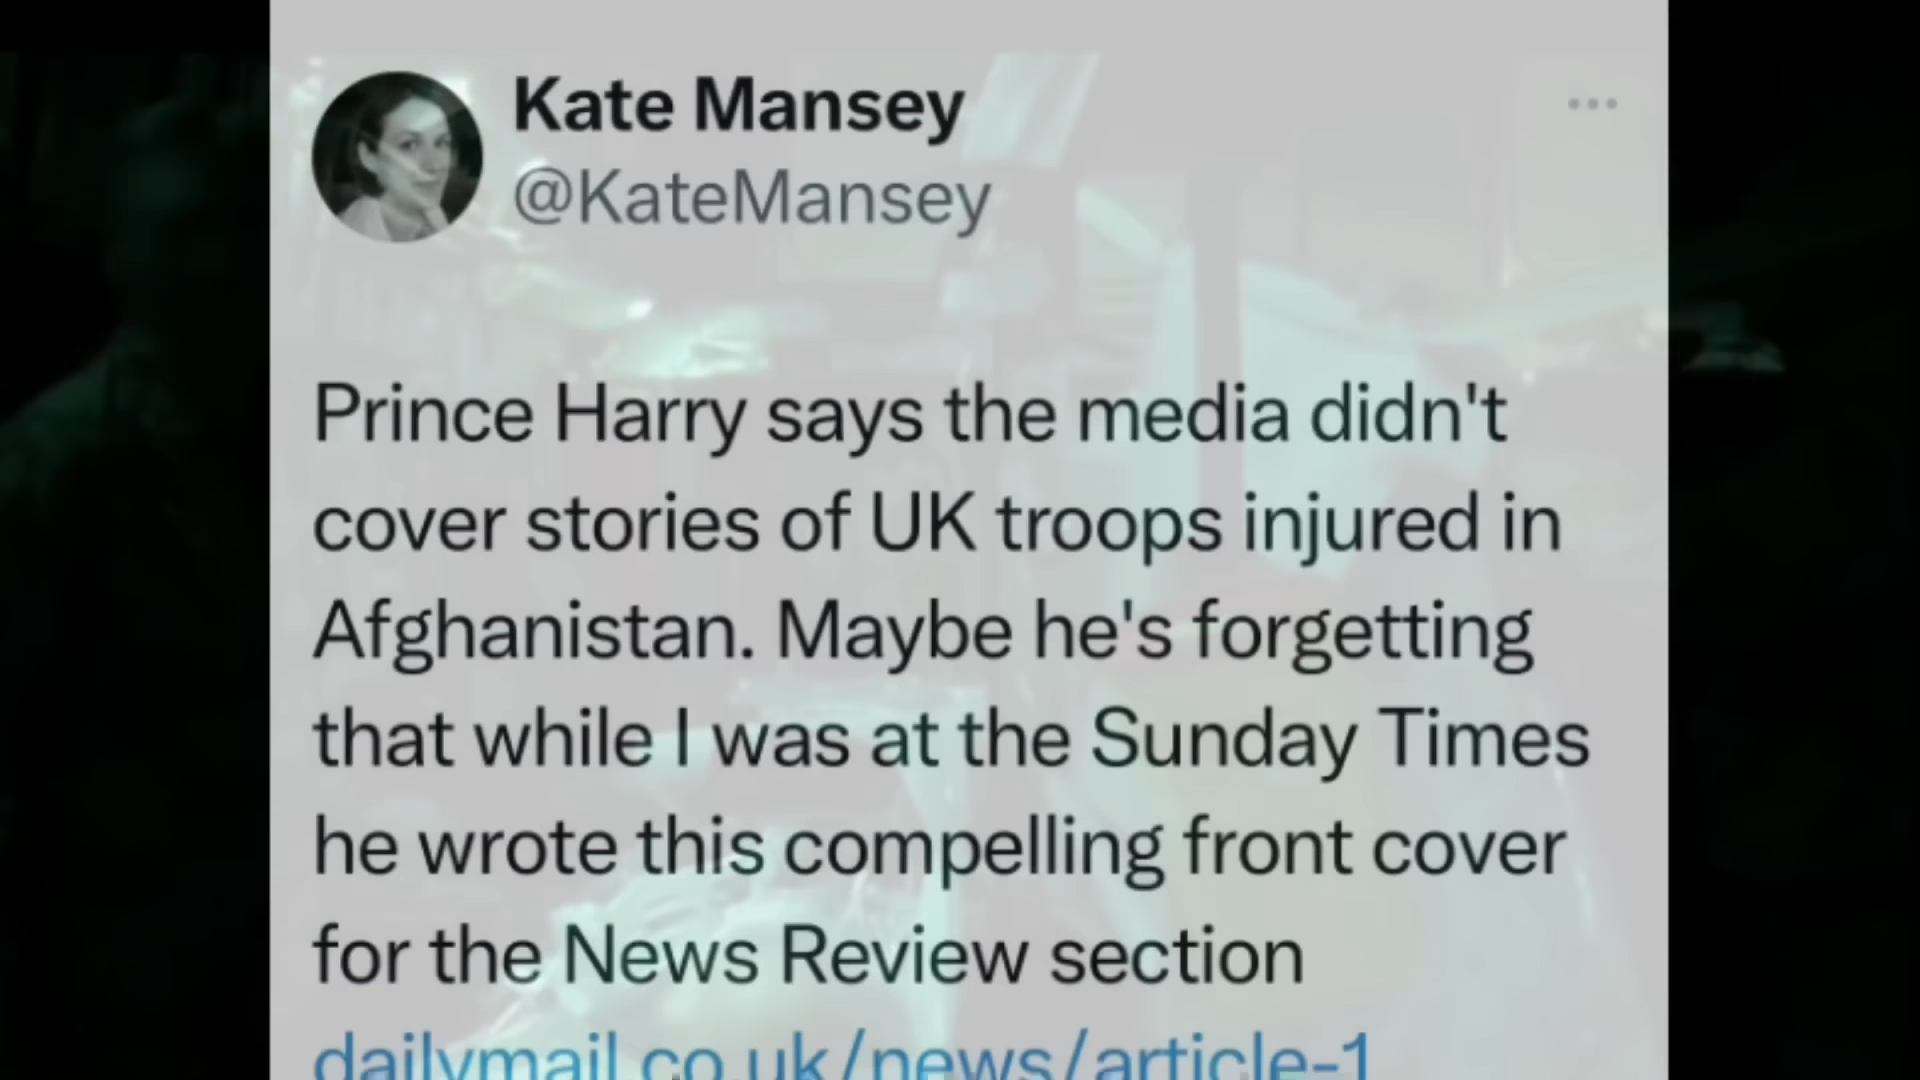 Kate Mansey
@KateMansey
Prince Harry says the media didn't
cover stories of UK troops injured in
Afghanistan. Maybe he's forgetting
that while I was at the Sunday Times
he wrote this compelling front cover
for the News Review section
dailymail.co.uk/news/article-1